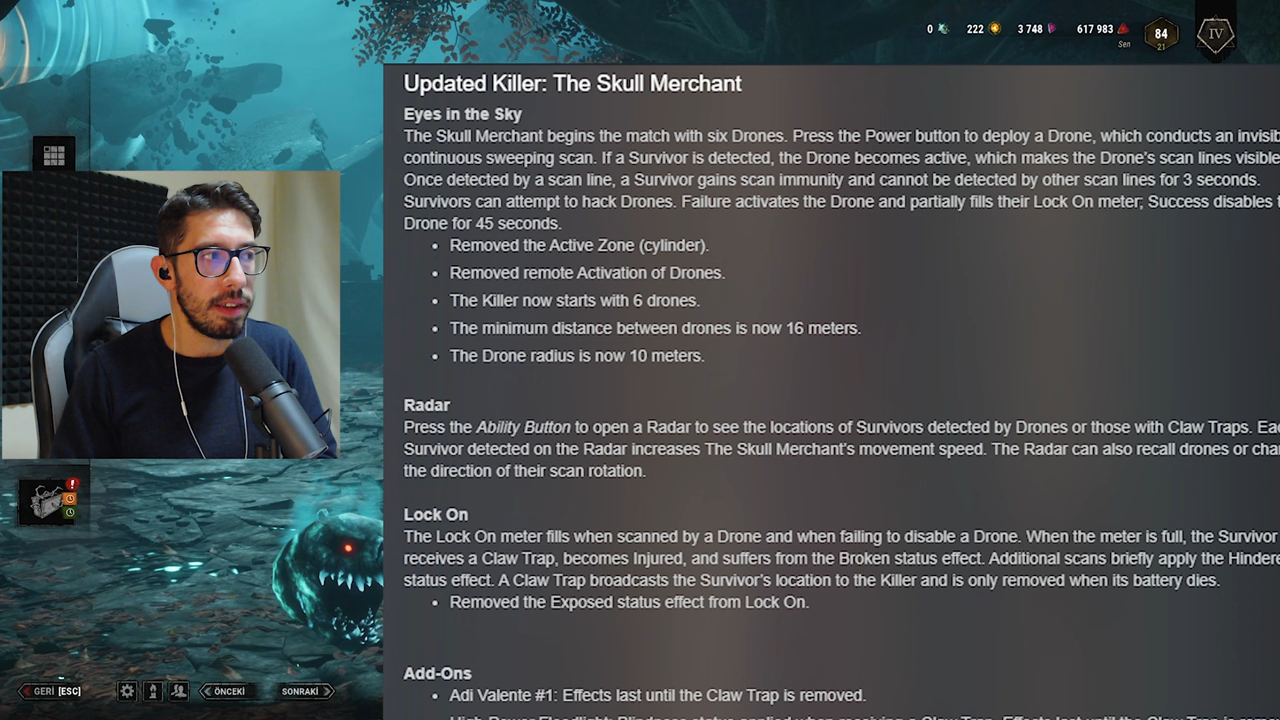 0 222 3 748 617 983 84 IV
Sen 21
Updated Killer: The Skull Merchant
Eyes in the Sky
The Skull Merchant begins the match with six Drones. Press the Power button to deploy a Drone, which conducts an
continuous sweeping scan. If a Survivor is detected, the Drone becomes active, which makes the Drone's scan lines visible
Once detected by a scan line, a Survivor gains scan immunity and cannot be detected by other scan lines for 3 seconds.
Survivors can attempt to hack Drones. Failure activates the Drone and partially fills their Lock On meter; Success disables
Drone for 45 seconds.
• Removed the Active Zone (cylinder).
• Removed remote Activation of Drones.
• The Killer now starts with 6 drones.
• The minimum distance between drones is now 16 meters.
• The Drone radius is now 10 meters.
Radar
Press the Ability Button to open a Radar to see the locations of Survivors detected by Drones or those with Claw Traps.
Survivor detected on the Radar increases The Skull Merchant's movement speed. The Radar can also recall drones or
the direction of their scan rotation.
Lock On
The Lock On meter fills when scanned by a Drone and when failing to disable a Drone. When the meter is full, the Survivor
receives a Claw Trap, becomes Injured, and suffers from the Broken status effect. Additional scans briefly apply the
status effect. A Claw Trap broadcasts the Survivor's location to the Killer and is only removed when its battery dies.
• Removed the Exposed status effect from Lock On.
Add-Ons
• Adi Valente #1: Effects last until the Claw Trap is removed.
GERİ [ESC] ÖNCEKİ SONRAKİ